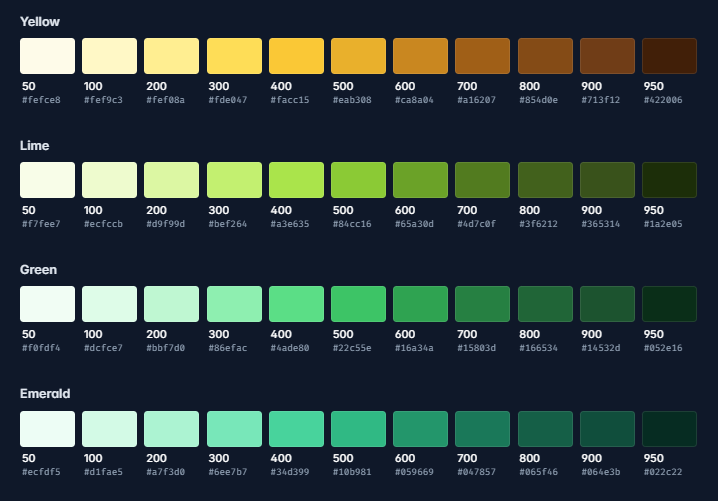 Yellow
50 100 200 300 400 500 600 700 800 900 950
#fefce8 #fef9c3 #fef08a #fde047 #facc15 #eab308 #ca8a04 #a16207 #854d0e #713f12 #422006
Lime
50 100 200 300 400 500 600 700 800 900 950
#f7fee7 #ecfccb #d9f99d #bef264 #a3e635 #84cc16 #65a30d #4d7c0f #3f6212 #365314 #1a2e05
Green
50 100 200 300 400 500 600 700 800 900 950
#f0fdf4 #dcfce7 #bbf7d0 #86efac #4ade80 #22c55e #16a34a #15803d #166534 #14532d #052e16
Emerald
50 100 200 300 400 500 600 700 800 900 950
#ecfdf5 #d1fae5 #a7f3d0 #6ee7b7 #34d399 #10b981 #059669 #047857 #065f46 #064e3b #022c22